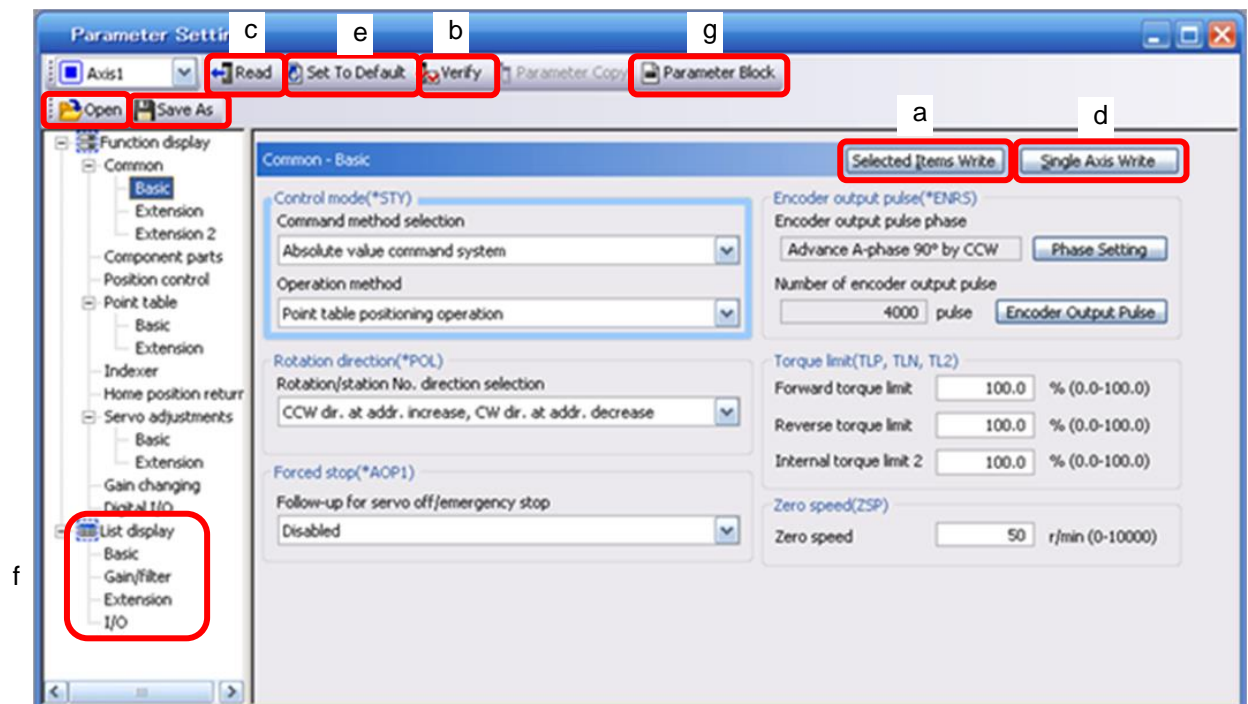 c e b g
Parameter Settin
Axis1 Read Set To Default Verify Parameter Copy Parameter Block
Open Save As
a d
Function display
Common
Basic
Extension
Extension 2
Component parts
Position control
Point table
Basic
Extension
Indexer
Home position returr
Servo adjustments
Basic
Extension
Gain changing
Digital I/O
f
List display
Basic
Gain/filter
Extension
I/O
Common - Basic Selected Items Write Single Axis Write
Control mode(*STY)
Command method selection
Absolute value command system
Operation method
Point table positioning operation
Rotation direction(*POL)
Rotation/station No. direction selection
CCW dir. at addr. increase, CW dir. at addr. decrease
Forced stop(*AOP1)
Follow-up for servo off/emergency stop
Disabled
Encoder output pulse(*ENRS)
Encoder output pulse phase
Advance A-phase 90° by CCW Phase Setting
Number of encoder output pulse
4000 pulse Encoder Output Pulse
Torque limit(TLP, TLN, TL2)
Forward torque limit 100.0 % (0.0-100.0)
Reverse torque limit 100.0 % (0.0-100.0)
Internal torque limit 2 100.0 % (0.0-100.0)
Zero speed(ZSP)
Zero speed 50 r/min (0-10000)